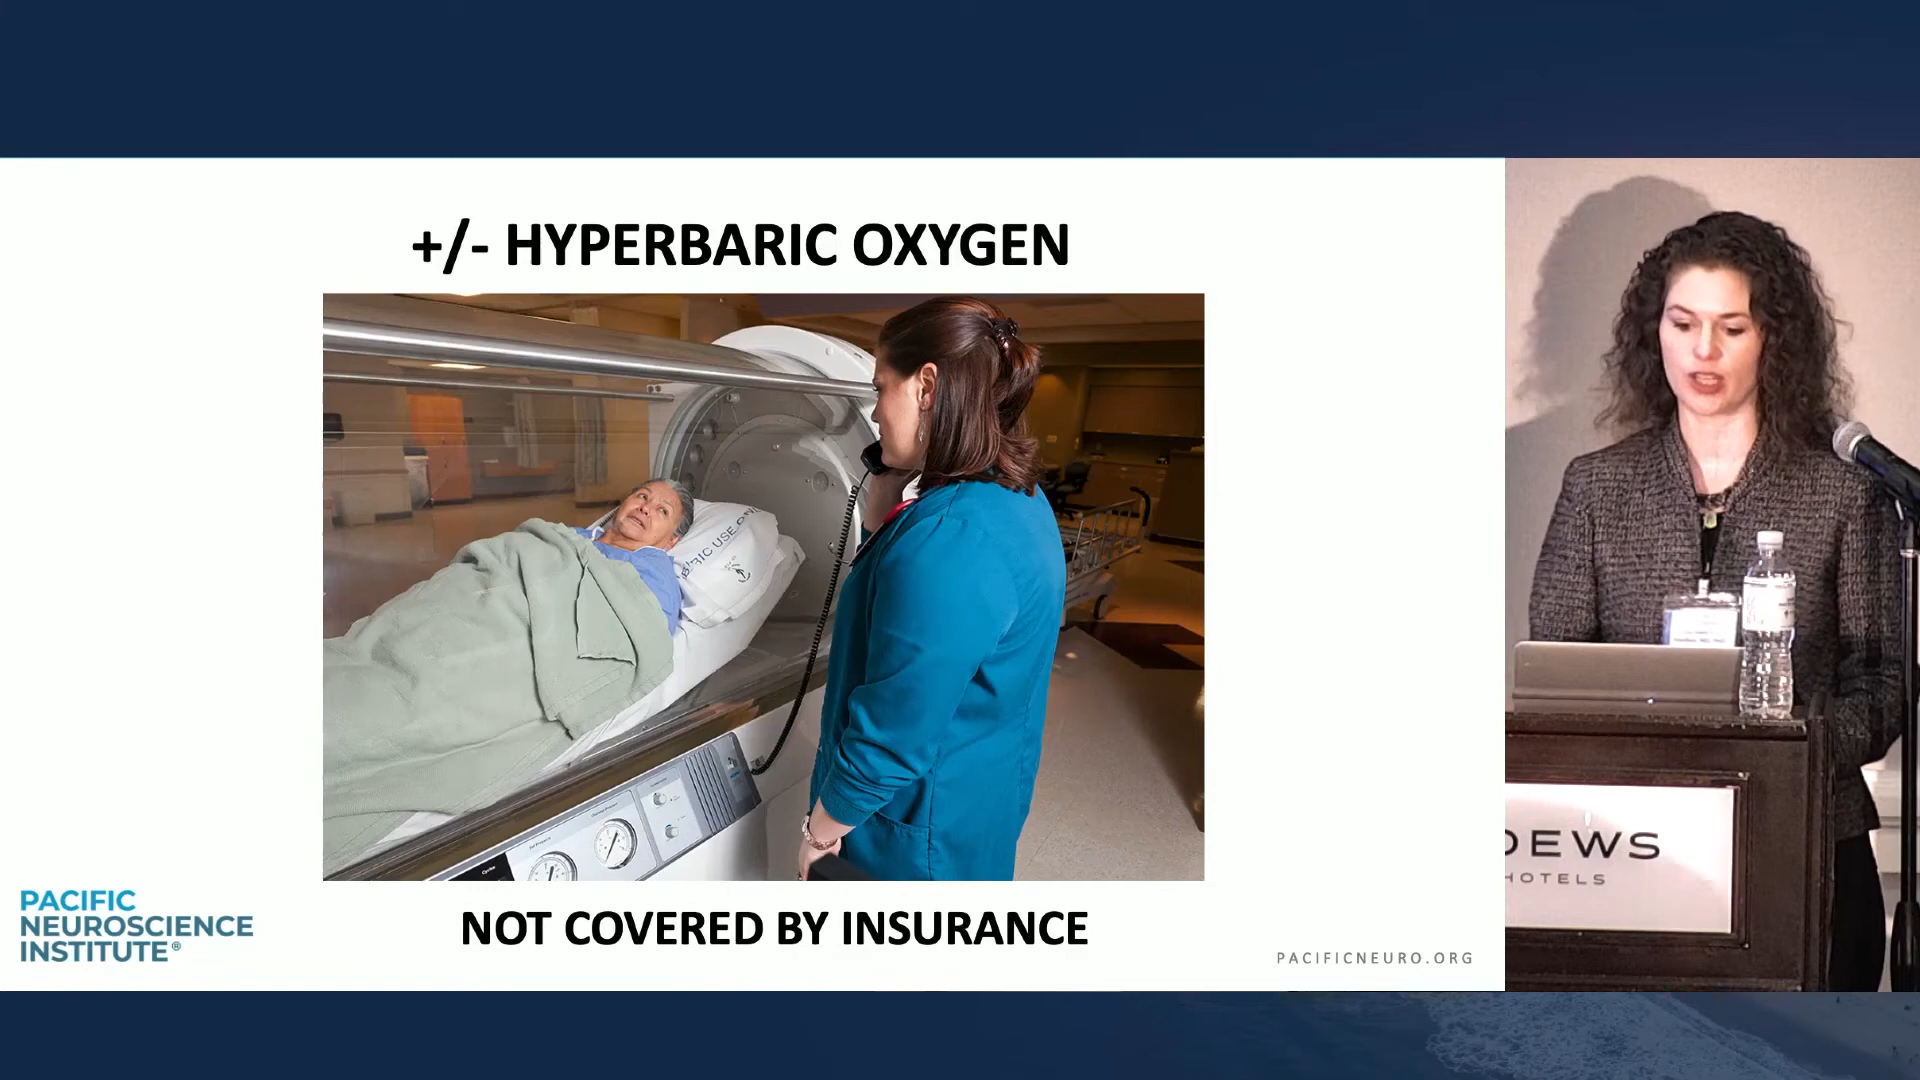 +/- HYPERBARIC OXYGEN
NOT COVERED BY INSURANCE
PACIFIC
NEUROSCIENCE
INSTITUTE®
PACIFICNEURO.ORG
DEWS
HOTELS